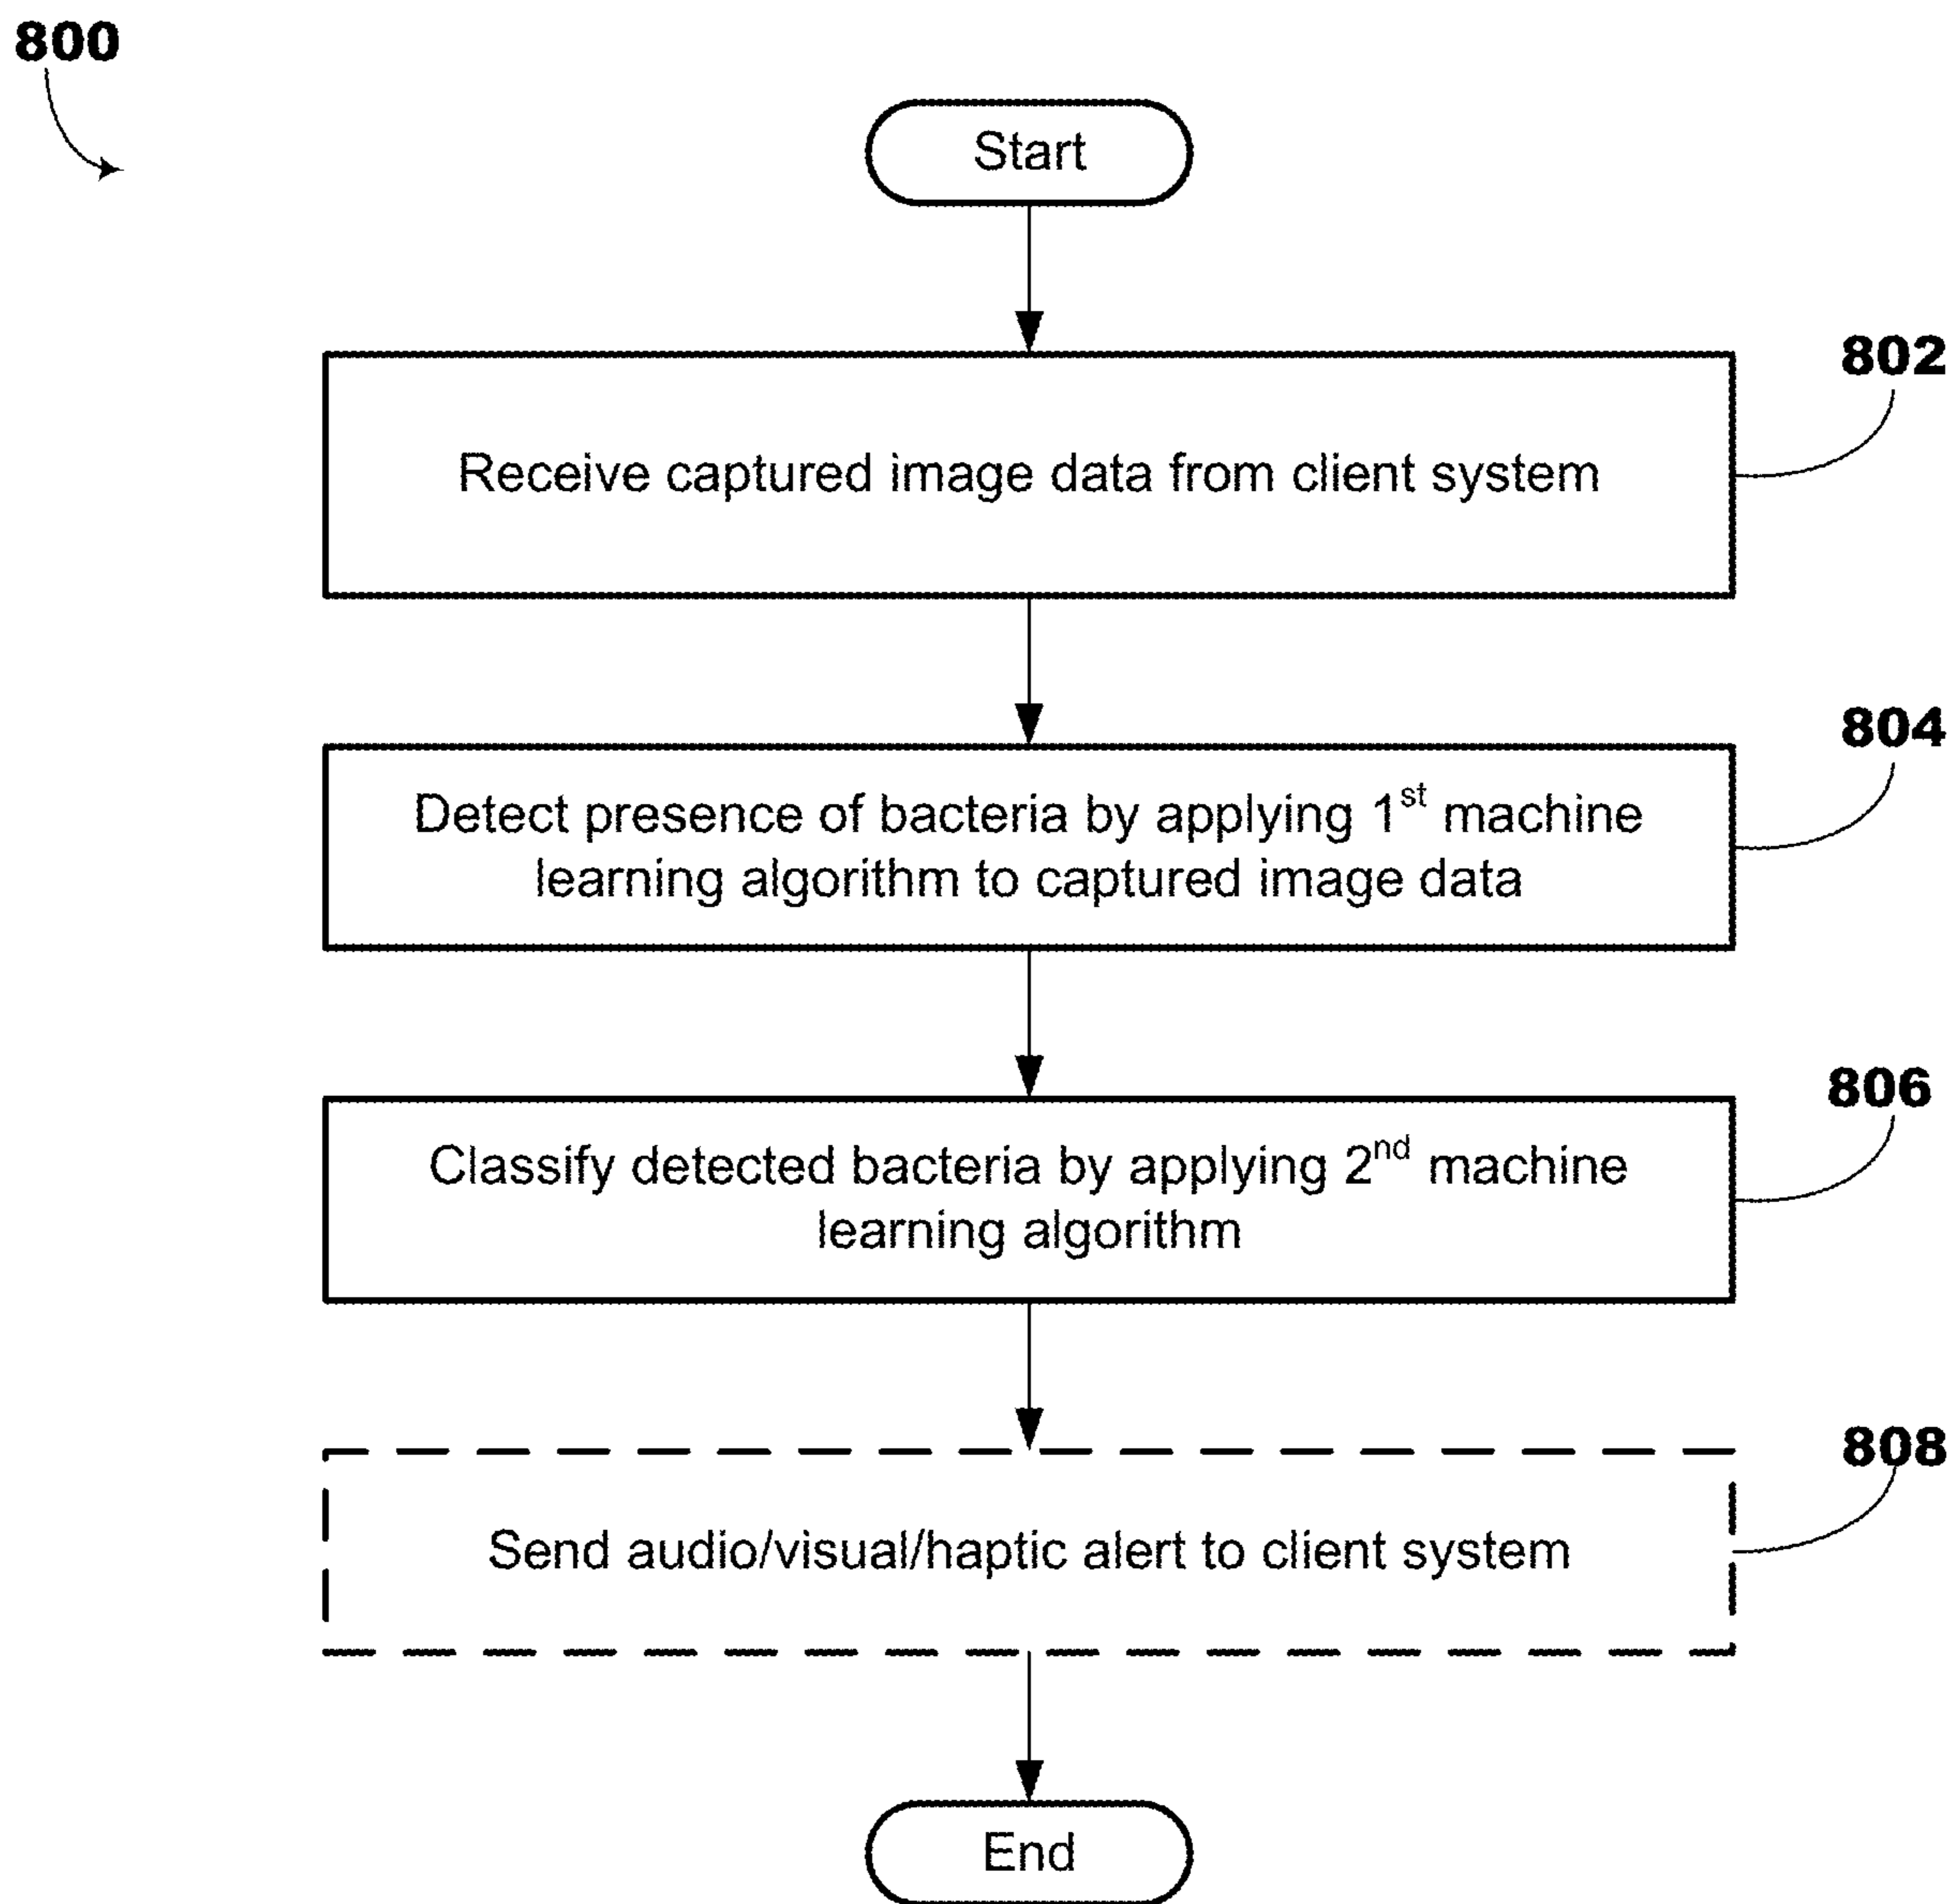 800
Start
802
Receive captured image data from client system
804
Detect presence of bacteria by applying 1st machine
learning algorithm to captured image data
806
Classify detected bacteria by applying 2nd machine
learning algorithm
808
Send audio/visual/haptic alert to client system
End